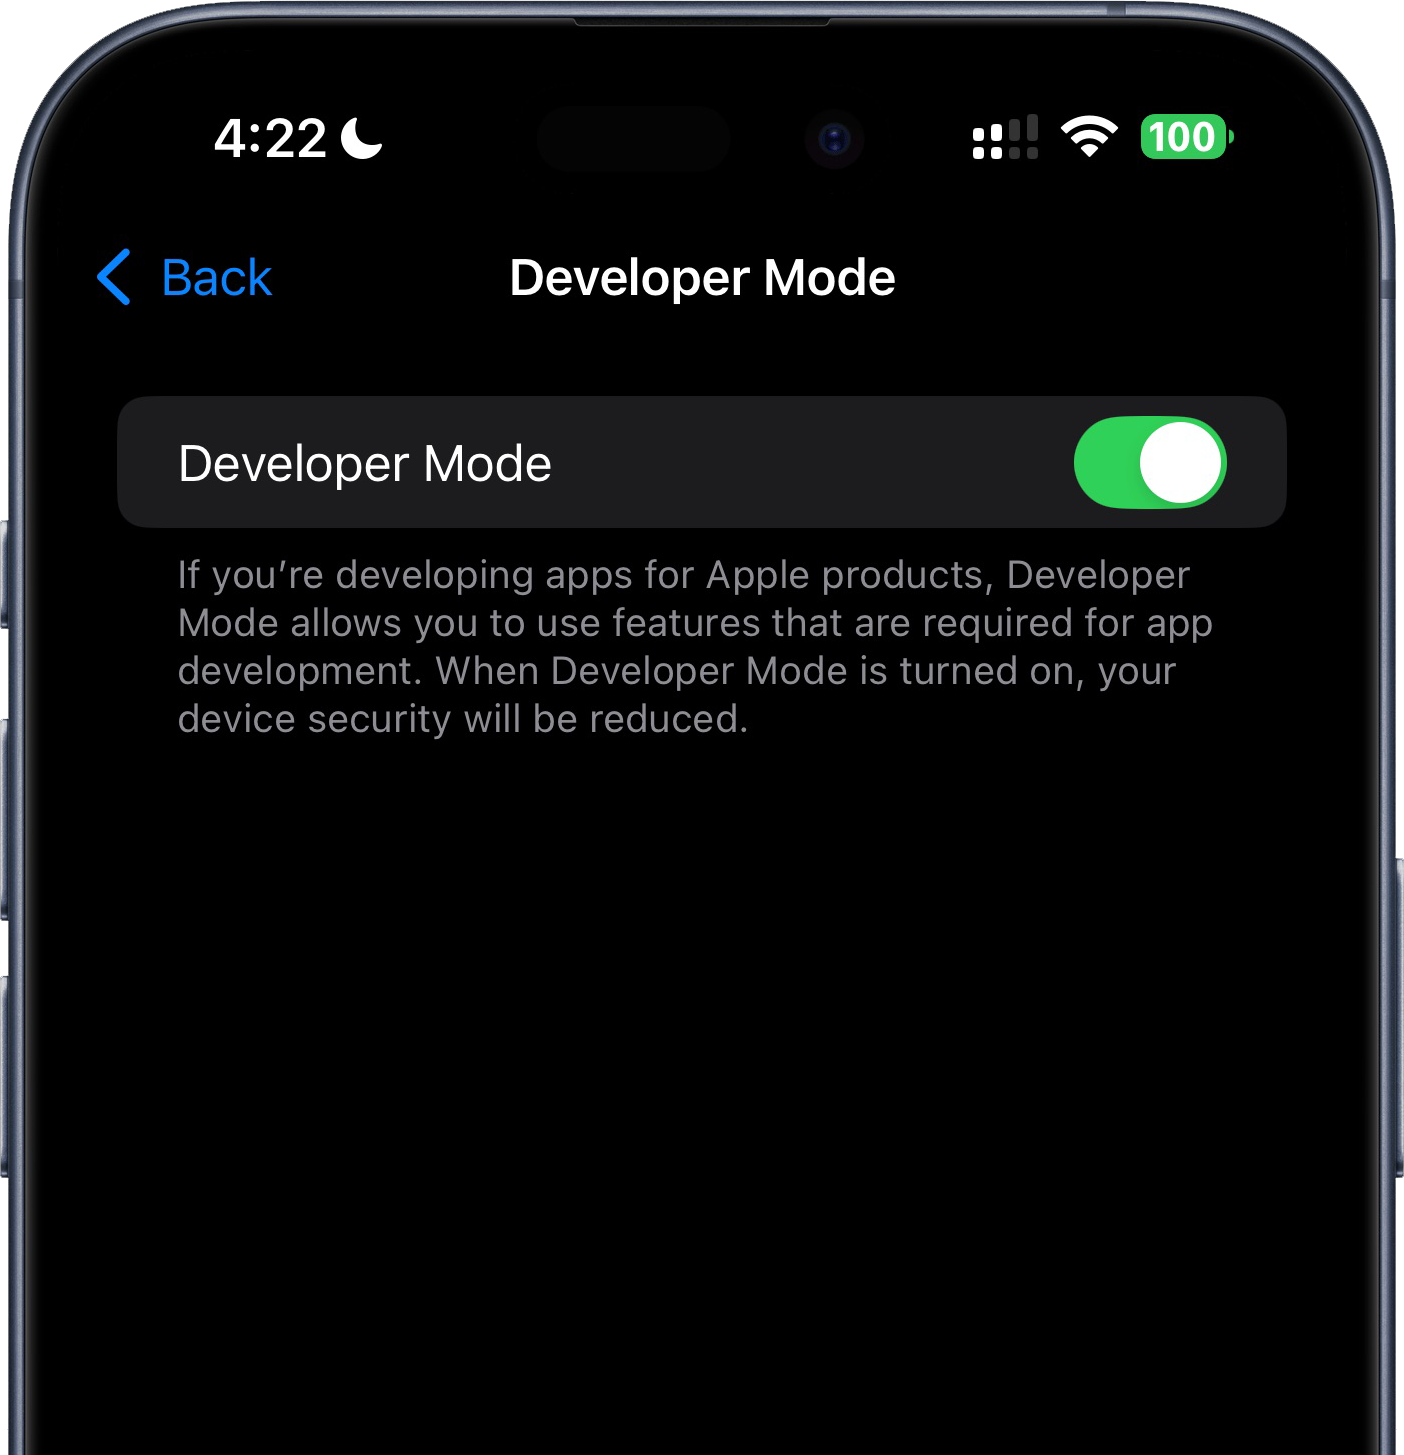 4:22
100
Back
Developer Mode
Developer Mode
If you’re developing apps for Apple products, Developer
Mode allows you to use features that are required for app
development. When Developer Mode is turned on, your
device security will be reduced.